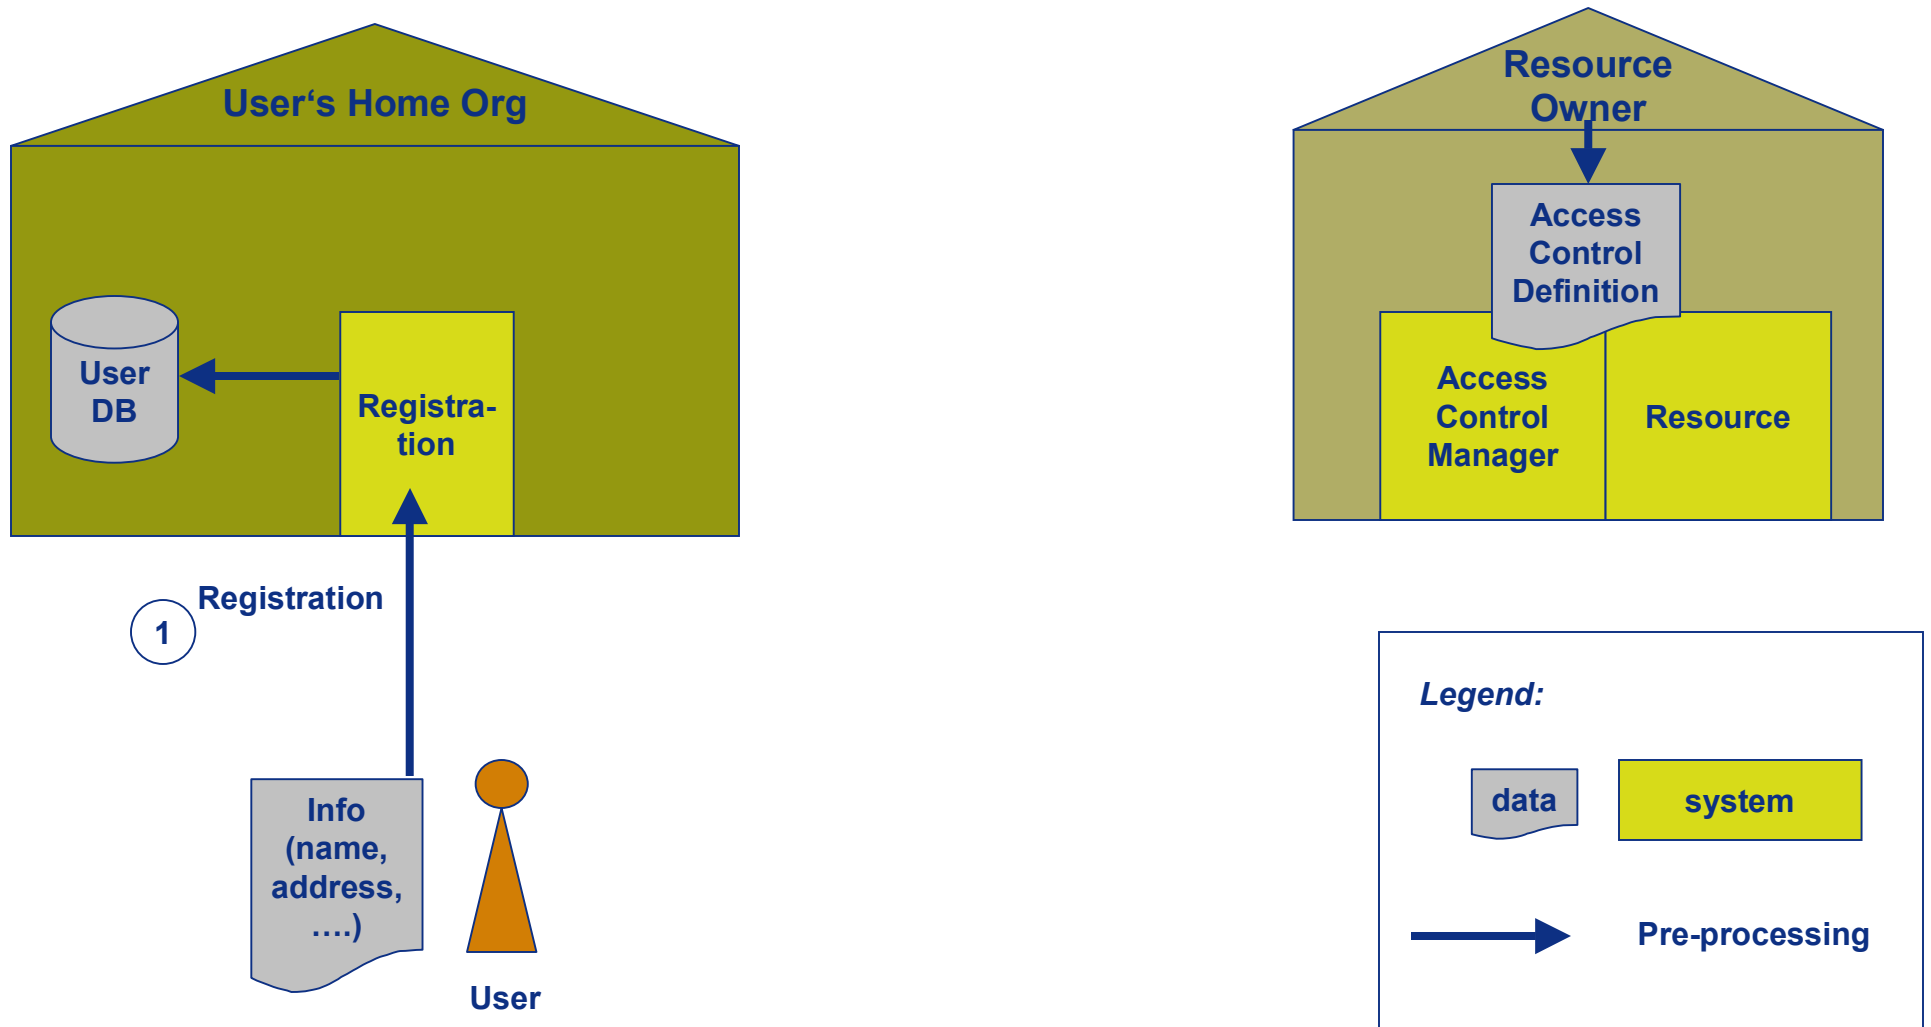 User‘s Home Org
User
DB
Registra-
tion
1
Registration
Info
(name,
address,
….)
User
Resource
Owner
Access
Control
Definition
Access
Control
Manager
Resource
Legend:
data
system
Pre-processing